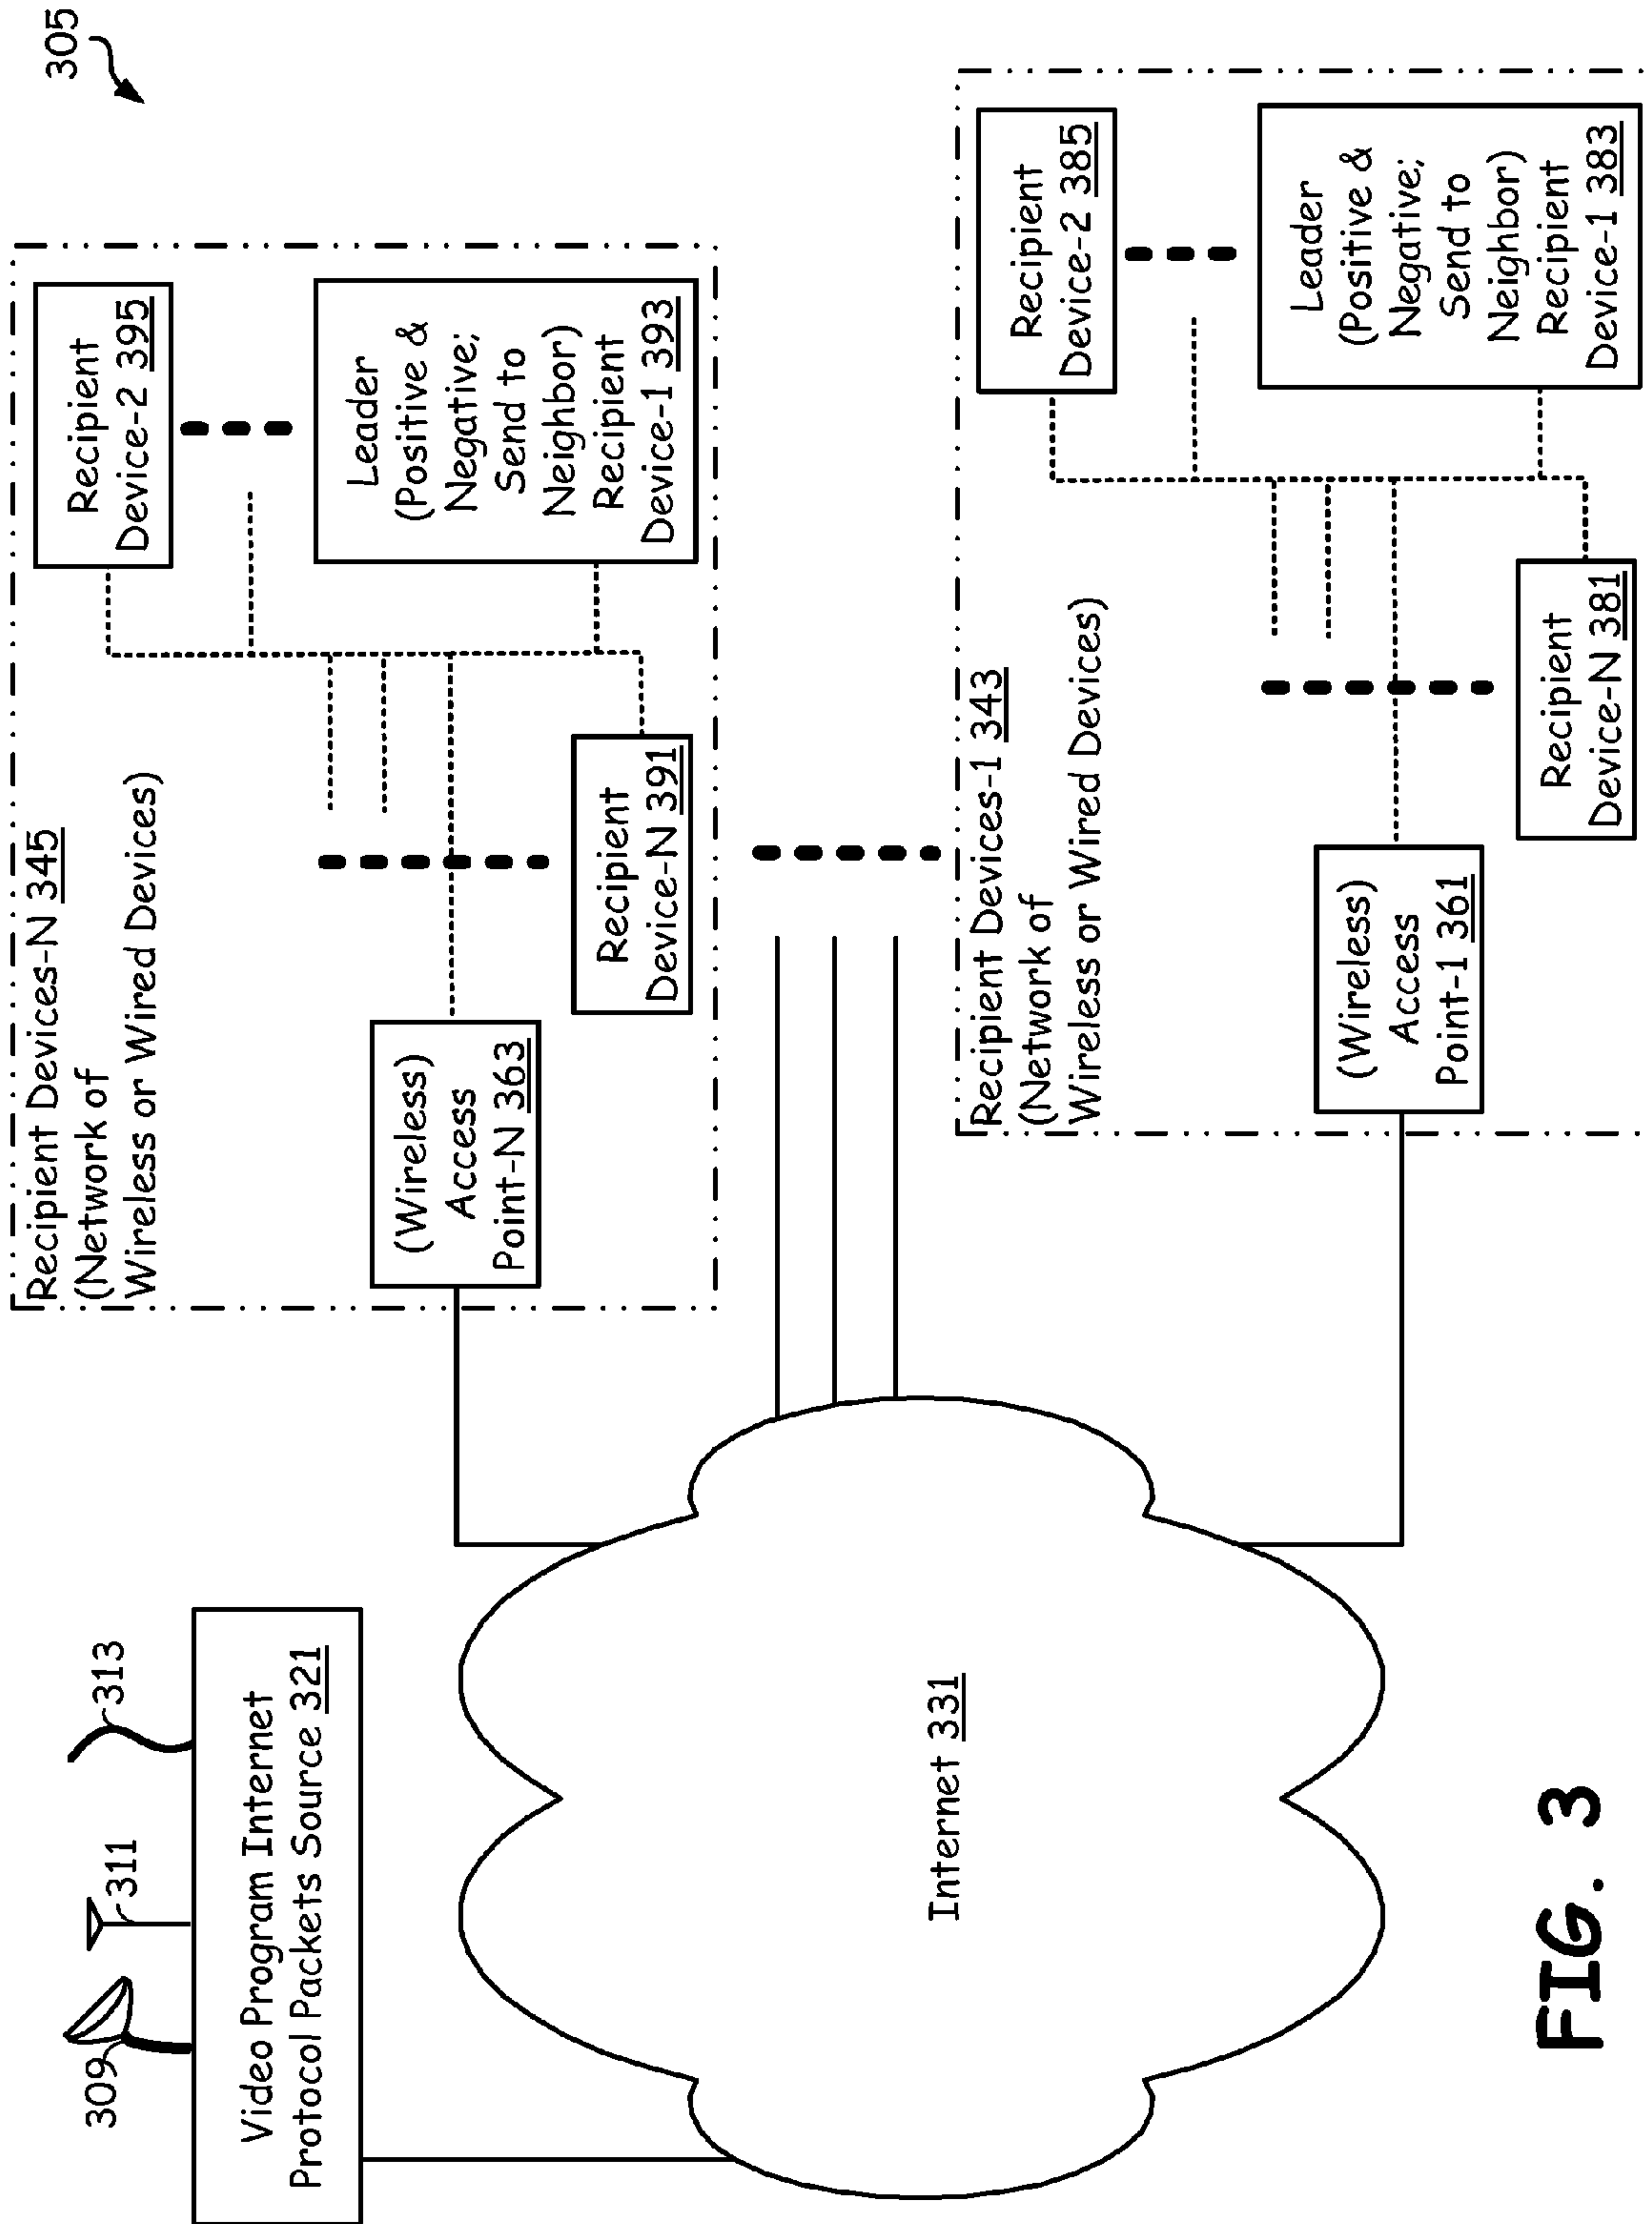 305
309
311
313
Video Program Internet
Protocol Packets Source 321
Internet 331
Recipient Devices-N 345
(Network of
Wireless or Wired Devices)
(Wireless)
Access
Point-N 363
Recipient
Device-N 391
Recipient
Device-2 395
Leader
(Positive &
Negative;
Send to
Neighbor)
Recipient
Device-1 393
Recipient Devices-1 343
(Network of
Wireless or Wired Devices)
(Wireless)
Access
Point-1 361
Recipient
Device-N 381
Recipient
Device-2 385
Leader
(Positive &
Negative;
Send to
Neighbor)
Recipient
Device-1 383
FIG. 3